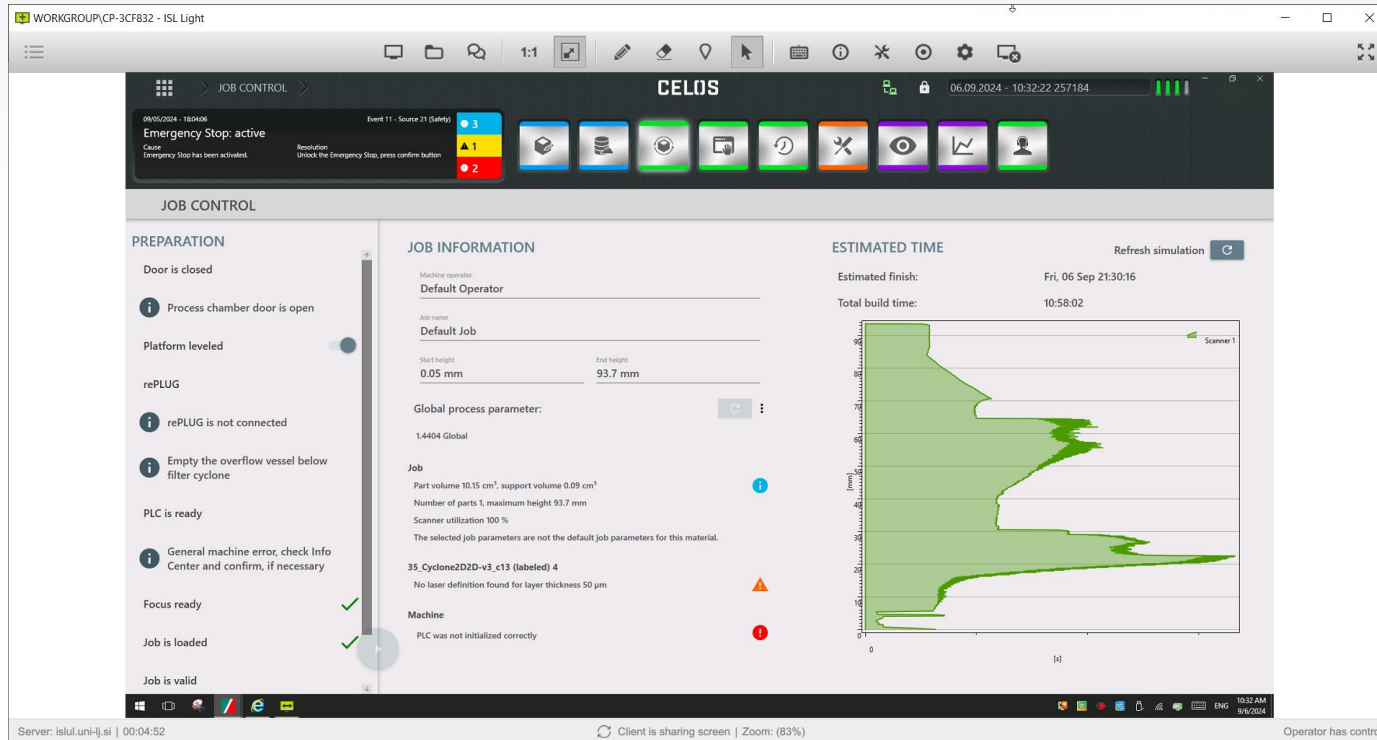 WORKGROUP\CP-3CF832 - ISL Light
1:1
JOB CONTROL
CELOS
06.09.2024 - 10:32:22 257184
09/05/2024 - 18:04:06
Event 11 - Source 21 (Safety)
Emergency Stop: active
Cause
Emergency Stop has been activated.
Resolution
Unlock the Emergency Stop, press confirm button
3
1
2
JOB CONTROL
PREPARATION
Door is closed
Process chamber door is open
Platform leveled
rePLUG
rePLUG is not connected
Empty the overflow vessel below
filter cyclone
PLC is ready
General machine error, check Info
Center and confirm, if necessary
Focus ready
Job is loaded
Job is valid
JOB INFORMATION
Machine operator
Default Operator
Job name
Default Job
Start height
0.05 mm
End height
93.7 mm
Global process parameter:
1.4404 Global
Job
Part volume 10.15 cm³, support volume 0.09 cm³
Number of parts 1, maximum height 93.7 mm
Scanner utilization 100 %
The selected job parameters are not the default job parameters for this material.
35_Cyclone2D2D-v3_c13 (labeled) 4
No laser definition found for layer thickness 50 µm
Machine
PLC was not initialized correctly
ESTIMATED TIME
Refresh simulation
Estimated finish:
Fri, 06 Sep 21:30:16
Total build time:
10:58:02
Scanner 1
90
80
70
60
50
40
30
20
10
0
[mm]
0
[s]
ENG
10:32 AM
9/6/2024
Server: islul.uni-lj.si | 00:04:52
Client is sharing screen | Zoom: (83%)
Operator has contro